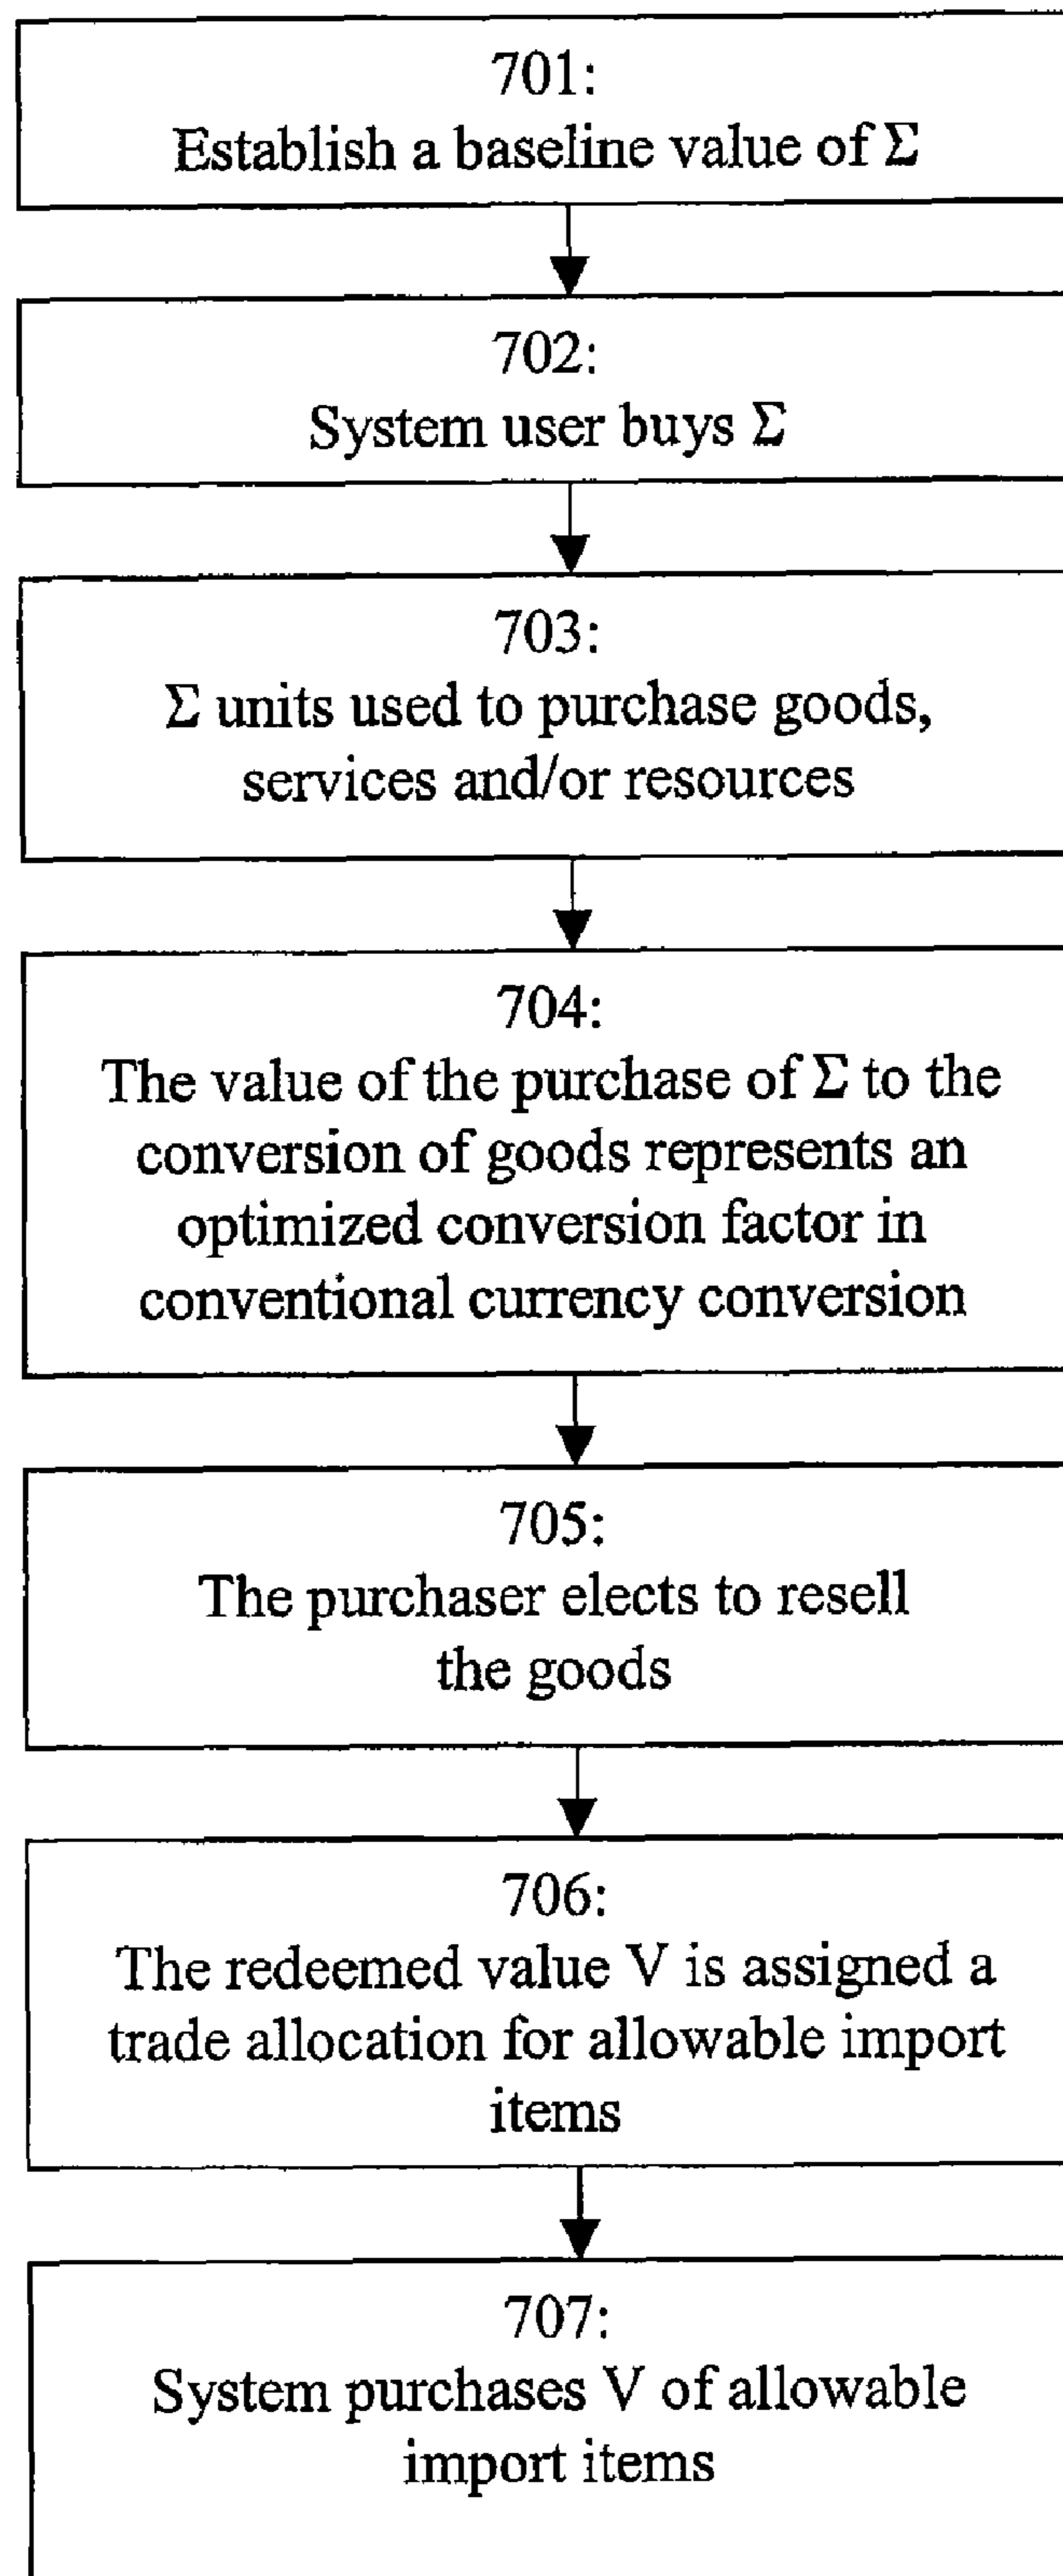 701:
Establish a baseline value of Σ
702:
System user buys Σ
703:
Σ units used to purchase goods,
services and/or resources
704:
The value of the purchase of Σ to the
conversion of goods represents an
optimized conversion factor in
conventional currency conversion
705:
The purchaser elects to resell
the goods
706:
The redeemed value V is assigned a
trade allocation for allowable import
items
707:
System purchases V of allowable
import items